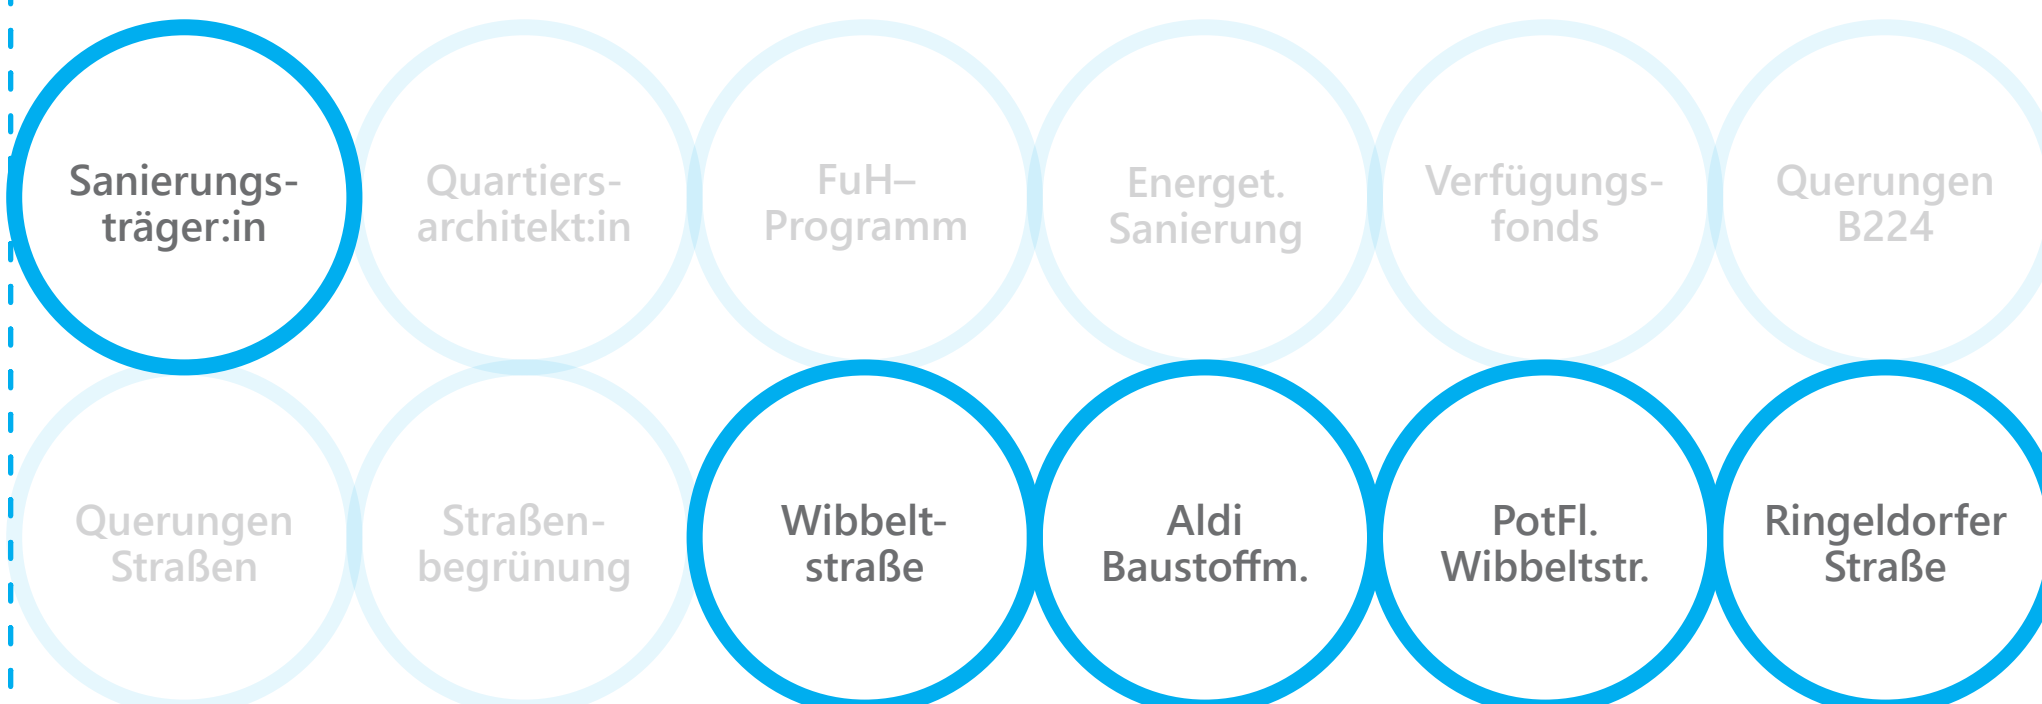 Sanierungs-
träger:in
Quartiers-
architekt:in
FuH–
Programm
Energet.
Sanierung
Verfügungs-
fonds
Querungen
B224
Querungen
Straßen
Straßen-
begrünung
Wibbelt-
straße
Aldi
Baustoffm.
PotFl.
Wibbeltstr.
Ringeldorfer
Straße